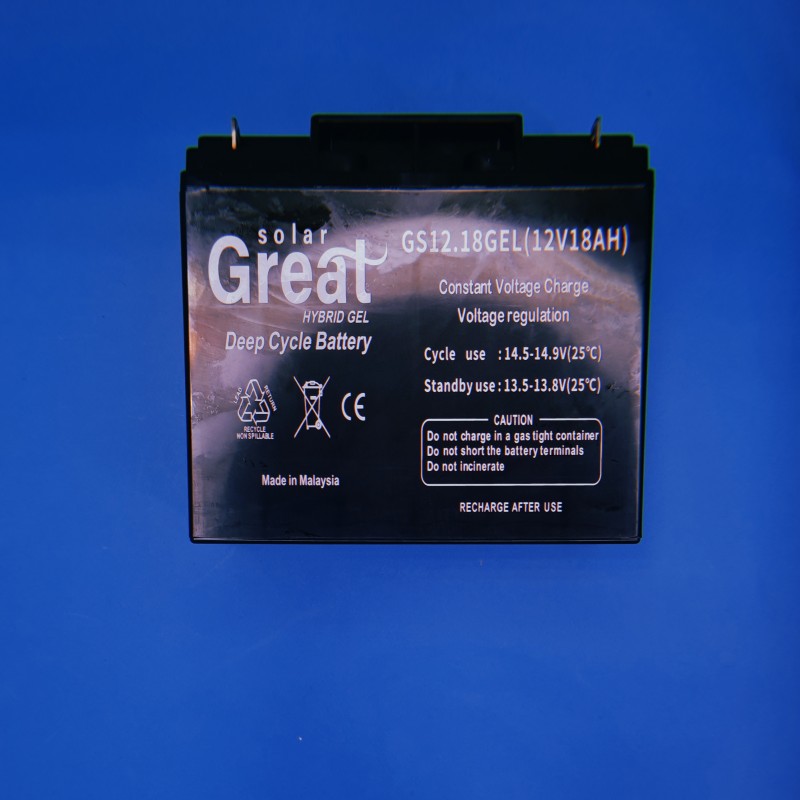 solar
Great
HYBRID GEL
Deep Cycle Battery
LEAD RETURN
RECYCLE
NON SPILLABLE
CE
Made in Malaysia
GS12.18GEL(12V18AH)
Constant Voltage Charge
Voltage regulation
Cycle use : 14.5-14.9V(25℃)
Standby use : 13.5-13.8V(25℃)
CAUTION
Do not charge in a gas tight container
Do not short the battery terminals
Do not incinerate
RECHARGE AFTER USE